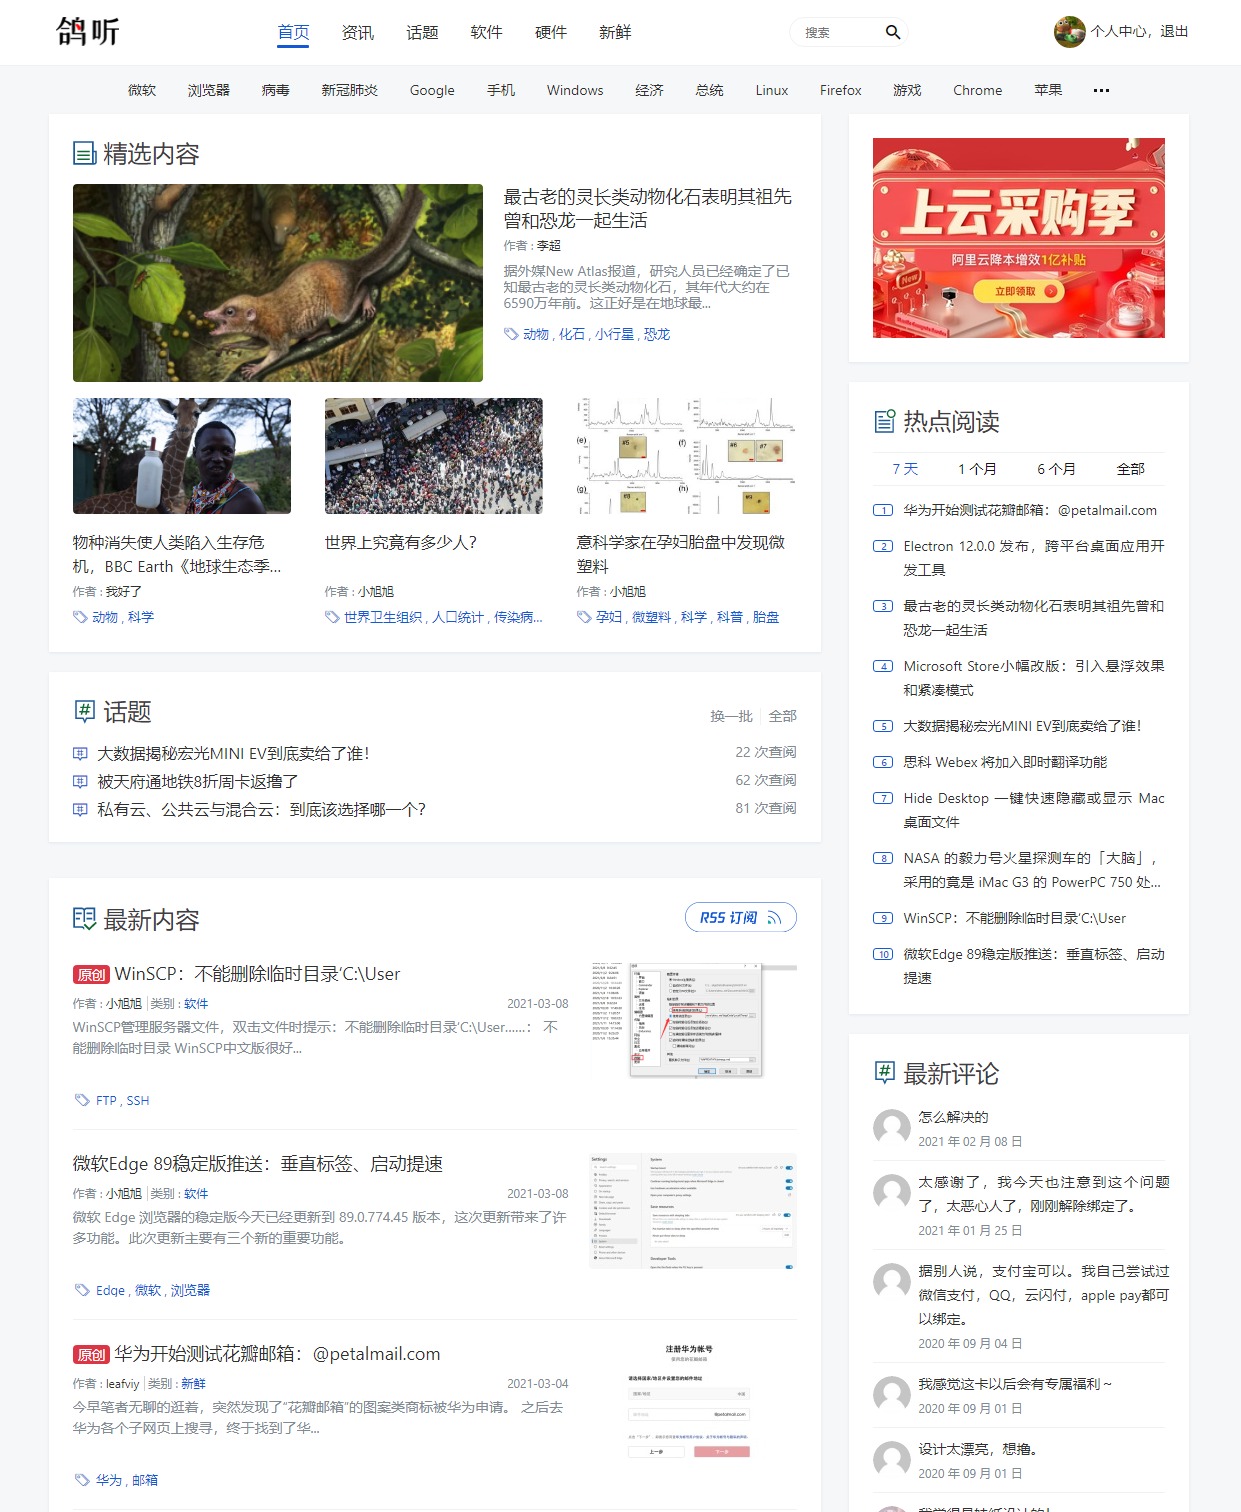 鸽听
首页 资讯 话题 软件 硬件 新鲜
搜索
个人中心，退出
微软 浏览器 病毒 新冠肺炎 Google 手机 Windows 经济 总统 Linux Firefox 游戏 Chrome 苹果
精选内容
最古老的灵长类动物化石表明其祖先
曾和恐龙一起生活
作者 : 李超
据外媒New Atlas报道，研究人员已经确定了已
知最古老的灵长类动物化石，其年代大约在
6590万年前。这正好是在地球最...
动物 , 化石 , 小行星 , 恐龙
物种消失使人类陷入生存危
机，BBC Earth《地球生态季...
作者 : 我好了
动物 , 科学
世界上究竟有多少人？
作者 : 小旭旭
世界卫生组织 , 人口统计 , 传染病...
(e) #5 (f) #6 #7
(g) #8 (h) #9
意科学家在孕妇胎盘中发现微
塑料
作者 : 小旭旭
孕妇 , 微塑料 , 科学 , 科普 , 胎盘
话题
换一批 全部
大数据揭秘宏光MINI EV到底卖给了谁！
22 次查阅
被天府通地铁8折周卡返撸了
62 次查阅
私有云、公共云与混合云：到底该选择哪一个？
81 次查阅
最新内容
RSS 订阅
原创 WinSCP：不能删除临时目录‘C:\User
作者 : 小旭旭 类别 : 软件
2021-03-08
WinSCP管理服务器文件，双击文件时提示：不能删除临时目录‘C:\User......： 不
能删除临时目录 WinSCP中文版很好...
FTP , SSH
微软Edge 89稳定版推送：垂直标签、启动提速
作者 : 小旭旭 类别 : 软件
2021-03-08
微软 Edge 浏览器的稳定版今天已经更新到 89.0.774.45 版本，这次更新带来了许
多功能。此次更新主要有三个新的重要功能。
Edge , 微软 , 浏览器
Settings
System
Developer Tools
原创 华为开始测试花瓣邮箱：@petalmail.com
作者 : leafviy 类别 : 新鲜
2021-03-04
今早笔者无聊的逛着，突然发现了“花瓣邮箱”的图案类商标被华为申请。 之后去
华为各个子网页上搜寻，终于找到了华...
华为 , 邮箱
注册华为帐号
请选择国家/地区并设置您的邮件地址
@petalmail.com
上一步 下一步
上云采购季
阿里云降本增效1亿补贴
New
立即领取
热点阅读
7 天 1 个月 6 个月 全部
1 华为开始测试花瓣邮箱：@petalmail.com
2 Electron 12.0.0 发布，跨平台桌面应用开
发工具
3 最古老的灵长类动物化石表明其祖先曾和
恐龙一起生活
4 Microsoft Store小幅改版：引入悬浮效果
和紧凑模式
5 大数据揭秘宏光MINI EV到底卖给了谁！
6 思科 Webex 将加入即时翻译功能
7 Hide Desktop 一键快速隐藏或显示 Mac
桌面文件
8 NASA 的毅力号火星探测车的「大脑」，
采用的竟是 iMac G3 的 PowerPC 750 处...
9 WinSCP：不能删除临时目录‘C:\User
10 微软Edge 89稳定版推送：垂直标签、启动
提速
最新评论
怎么解决的
2021 年 02 月 08 日
太感谢了，我今天也注意到这个问题
了，太恶心人了，刚刚解除绑定了。
2021 年 01 月 25 日
据别人说，支付宝可以。我自己尝试过
微信支付，QQ，云闪付，apple pay都可
以绑定。
2020 年 09 月 04 日
我感觉这卡以后会有专属福利～
2020 年 09 月 01 日
设计太漂亮，想撸。
2020 年 09 月 01 日